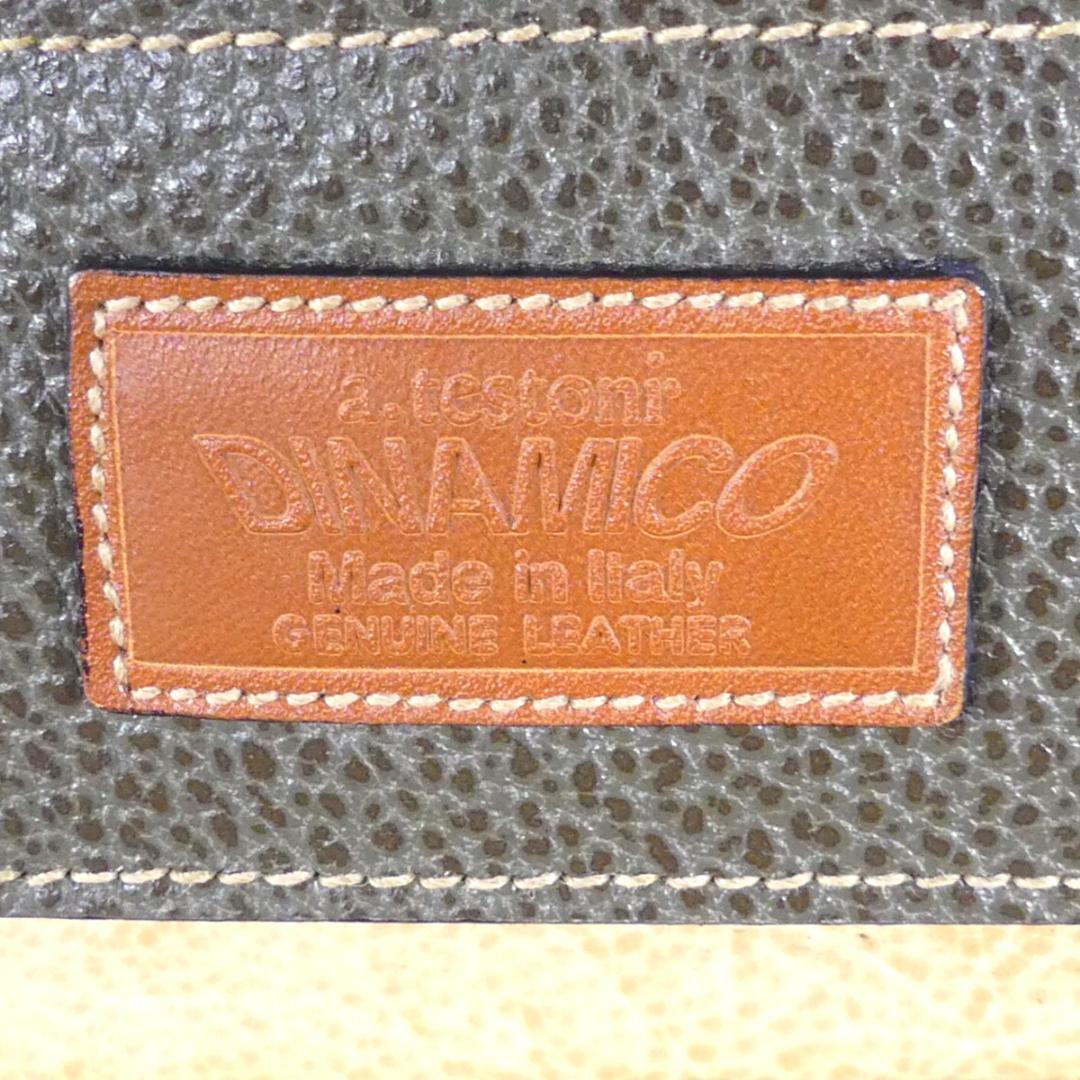 a.testoni
DINAMICO
Made in Italy
GENUINE LEATHER